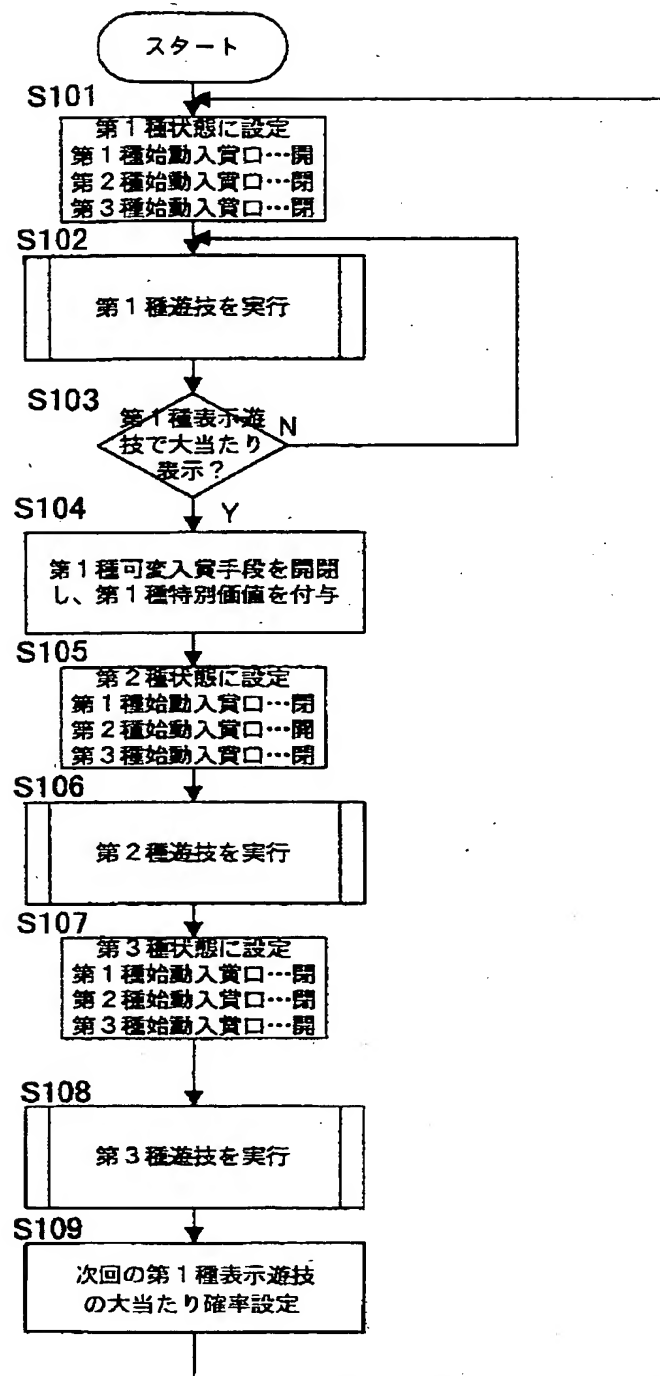 スタート
S101
第1種状態に設定
第1種始動入賞口…開
第2種始動入賞口…閉
第3種始動入賞口…閉
S102
第1種遊技を実行
S103
第1種表示遊
技で大当たり
表示？
N
Y
S104
第1種可変入賞手段を開閉
し、第1種特別価値を付与
S105
第2種状態に設定
第1種始動入賞口…閉
第2種始動入賞口…開
第3種始動入賞口…閉
S106
第2種遊技を実行
S107
第3種状態に設定
第1種始動入賞口…閉
第2種始動入賞口…閉
第3種始動入賞口…開
S108
第3種遊技を実行
S109
次回の第1種表示遊技
の大当たり確率設定